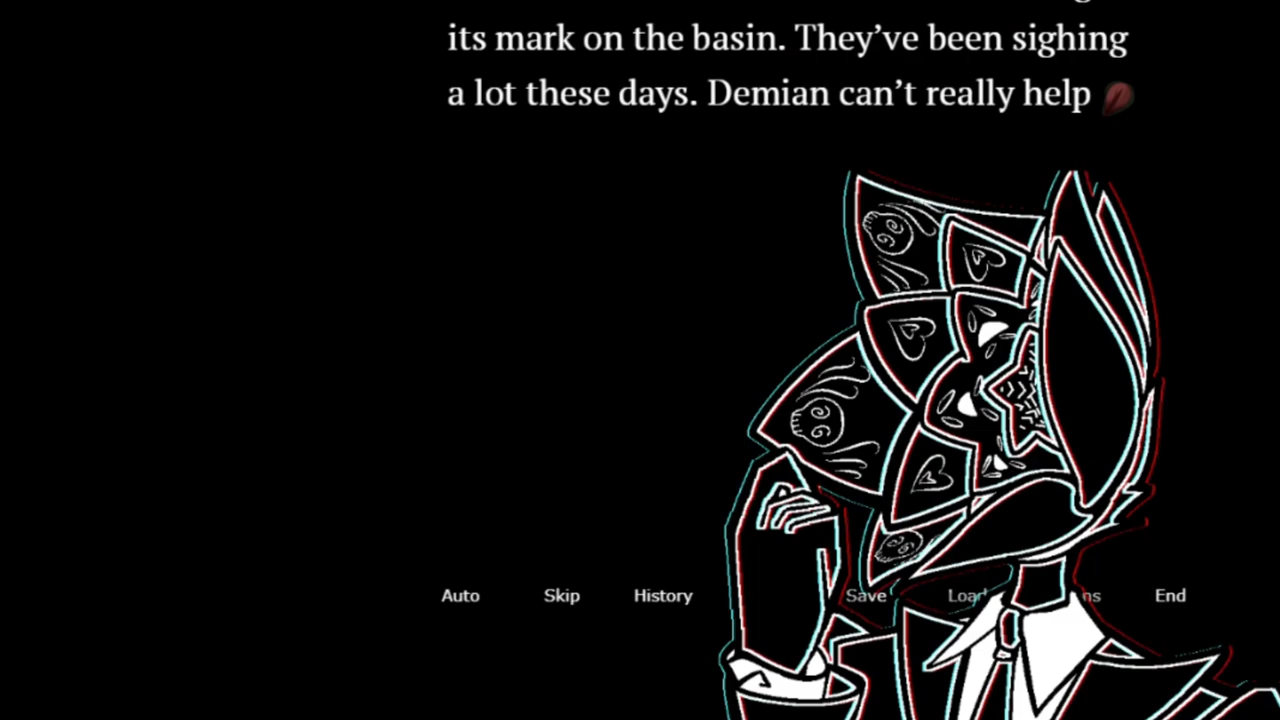 its mark on the basin. They’ve been sighing
a lot these days. Demian can’t really help
Auto Skip History Save Load End